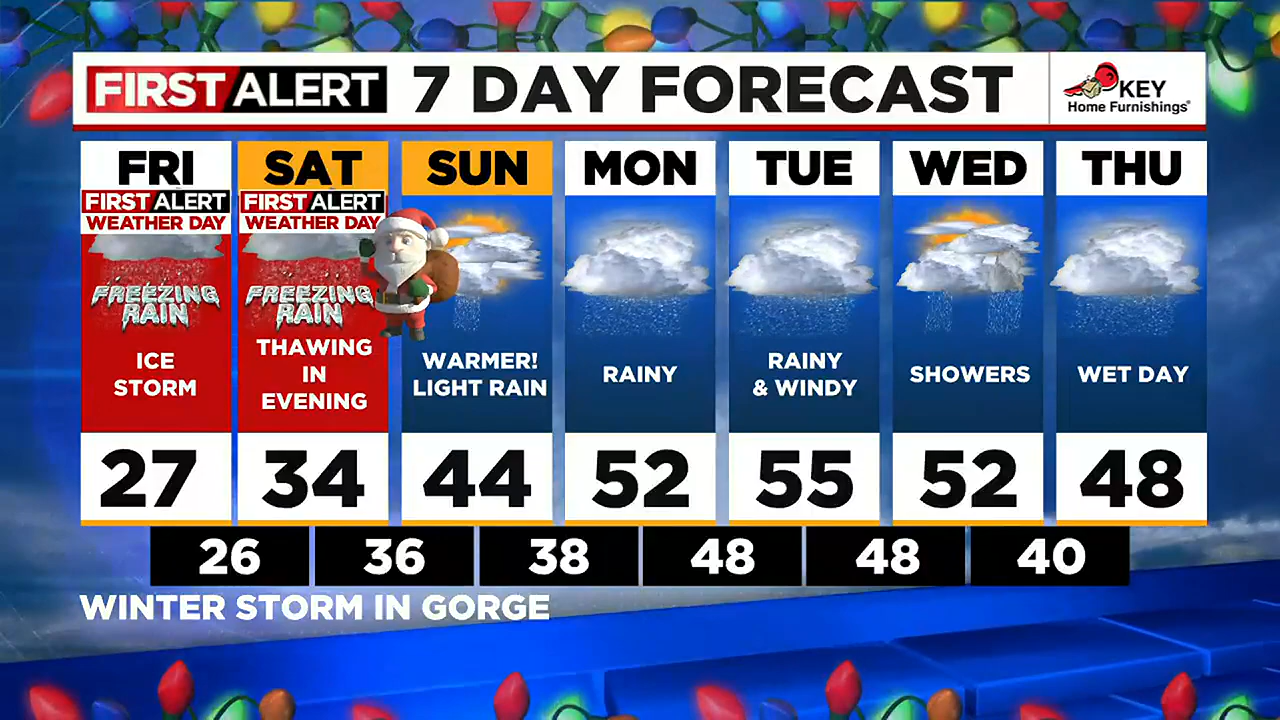 FIRST ALERT 7 DAY FORECAST
KEY
Home Furnishings®
FRI
FIRST ALERT
WEATHER DAY
FREEZING
RAIN
ICE
STORM
27
SAT
FIRST ALERT
WEATHER DAY
FREEZING
RAIN
THAWING
IN
EVENING
34
SUN
WARMER!
LIGHT RAIN
44
MON
RAINY
52
TUE
RAINY
& WINDY
55
WED
SHOWERS
52
THU
WET DAY
48
26 36 38 48 48 40
WINTER STORM IN GORGE